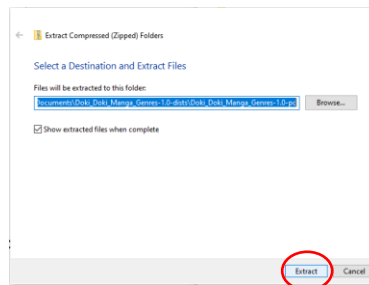 Extract Compressed (Zipped) Folders
Select a Destination and Extract Files
Files will be extracted to this folder:
Documents\Doki_Doki_Manga_Genres-1.0-dists\Doki_Doki_Manga_Genres-1.0-pc Browse...
Show extracted files when complete
Extract Cancel